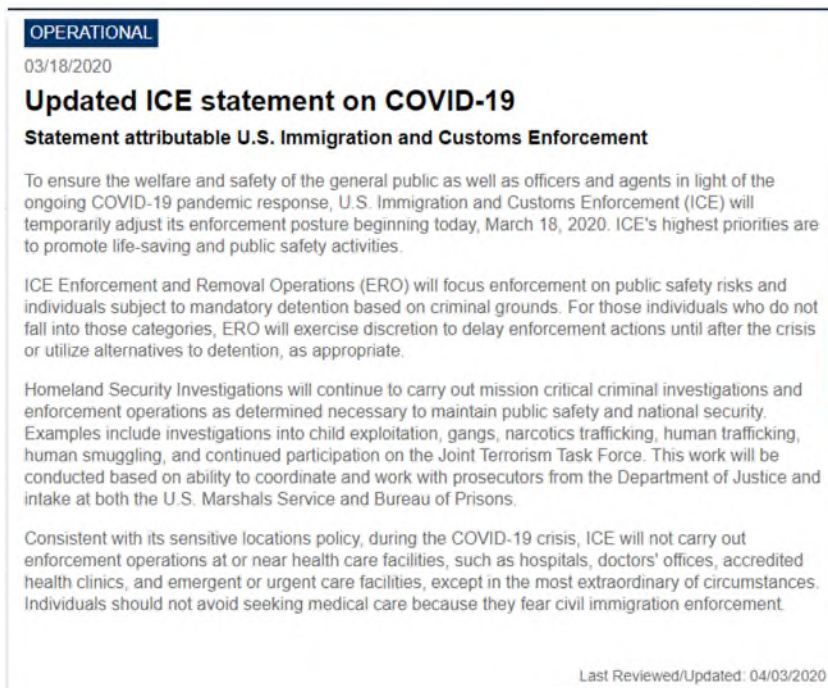 OPERATIONAL
03/18/2020
Updated ICE statement on COVID-19
Statement attributable U.S. Immigration and Customs Enforcement
To ensure the welfare and safety of the general public as well as officers and agents in light of the
ongoing COVID-19 pandemic response, U.S. Immigration and Customs Enforcement (ICE) will
temporarily adjust its enforcement posture beginning today, March 18, 2020. ICE's highest priorities are
to promote life-saving and public safety activities.
ICE Enforcement and Removal Operations (ERO) will focus enforcement on public safety risks and
individuals subject to mandatory detention based on criminal grounds. For those individuals who do not
fall into those categories, ERO will exercise discretion to delay enforcement actions until after the crisis
or utilize alternatives to detention, as appropriate.
Homeland Security Investigations will continue to carry out mission critical criminal investigations and
enforcement operations as determined necessary to maintain public safety and national security.
Examples include investigations into child exploitation, gangs, narcotics trafficking, human trafficking,
human smuggling, and continued participation on the Joint Terrorism Task Force. This work will be
conducted based on ability to coordinate and work with prosecutors from the Department of Justice and
intake at both the U.S. Marshals Service and Bureau of Prisons.
Consistent with its sensitive locations policy, during the COVID-19 crisis, ICE will not carry out
enforcement operations at or near health care facilities, such as hospitals, doctors' offices, accredited
health clinics, and emergent or urgent care facilities, except in the most extraordinary of circumstances.
Individuals should not avoid seeking medical care because they fear civil immigration enforcement.
Last Reviewed/Updated: 04/03/2020